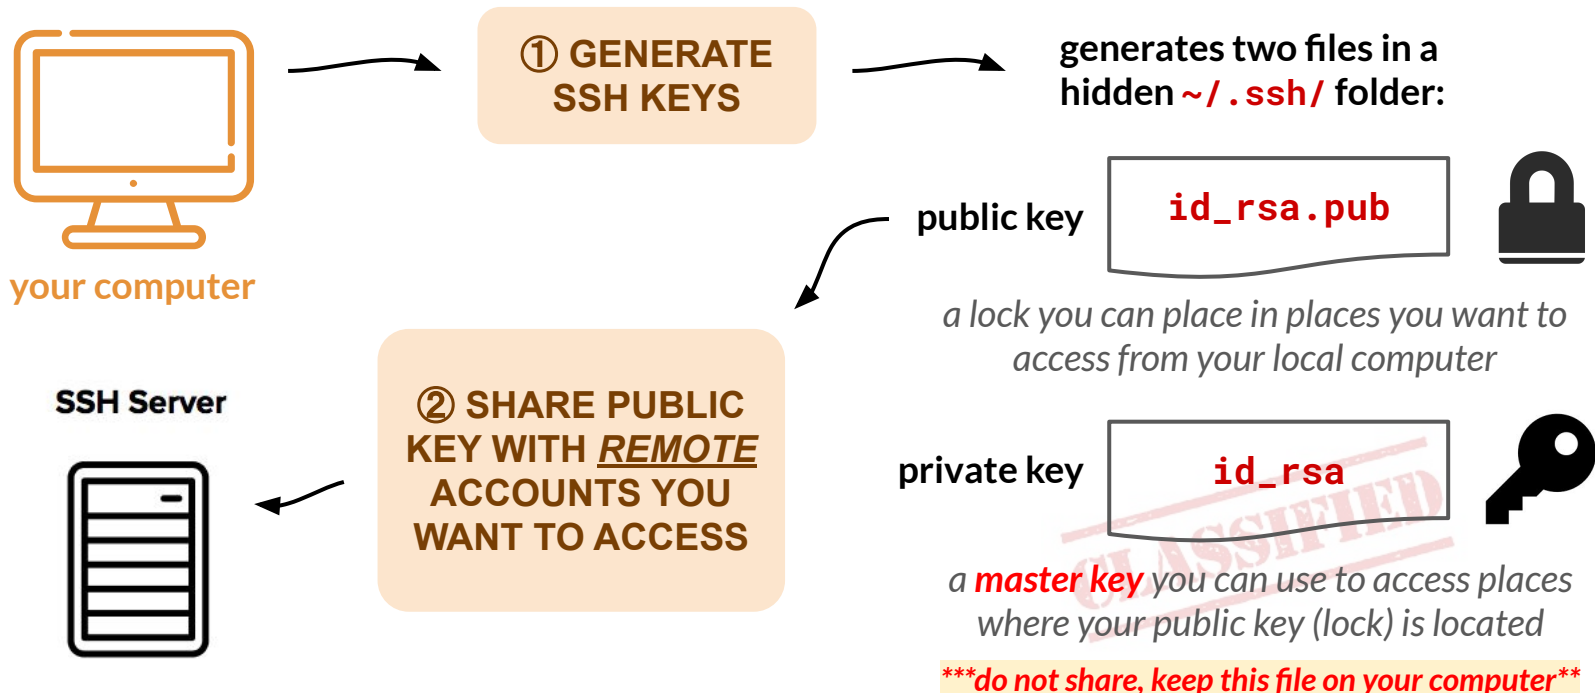 ① GENERATE
SSH KEYS
generates two files in a
hidden ~/.ssh/ folder:
public key
id_rsa.pub
your computer
a lock you can place in places you want to
access from your local computer
SSH Server
② SHARE PUBLIC
KEY WITH REMOTE
ACCOUNTS YOU
WANT TO ACCESS
private key
id_rsa
CLASSIFIED
a master key you can use to access places
where your public key (lock) is located
***do not share, keep this file on your computer**